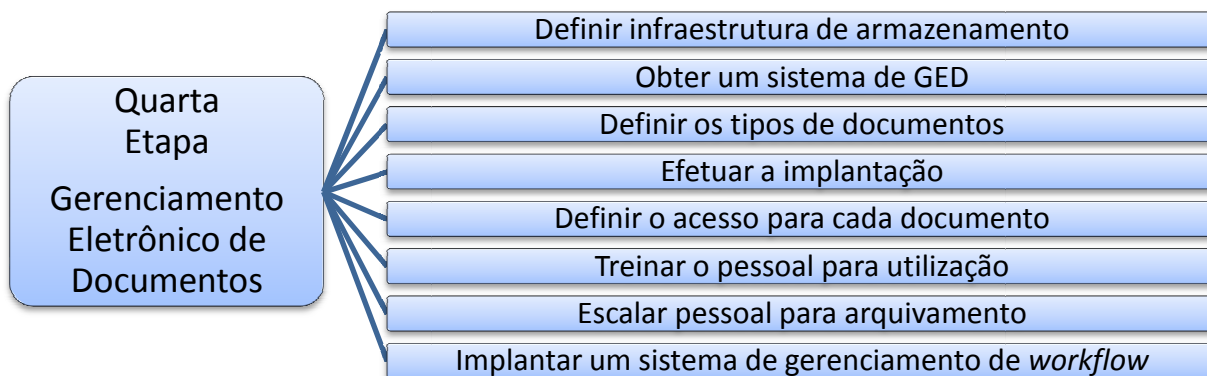 Quarta
Etapa
Gerenciamento
Eletrônico de
Documentos
Definir infraestrutura de armazenamento
Obter um sistema de GED
Definir os tipos de documentos
Efetuar a implantação
Definir o acesso para cada documento
Treinar o pessoal para utilização
Escalar pessoal para arquivamento
Implantar um sistema de gerenciamento de workflow